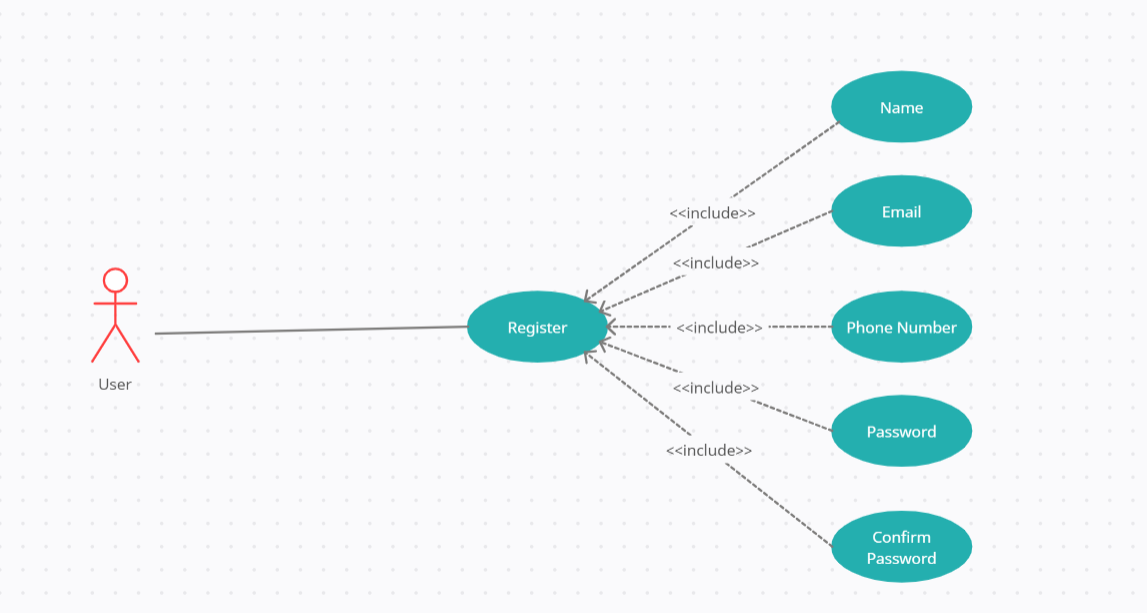 Name
<<include>>
Email
<<include>>
User
Register
<<include>>
Phone Number
<<include>>
Password
<<include>>
Confirm
Password